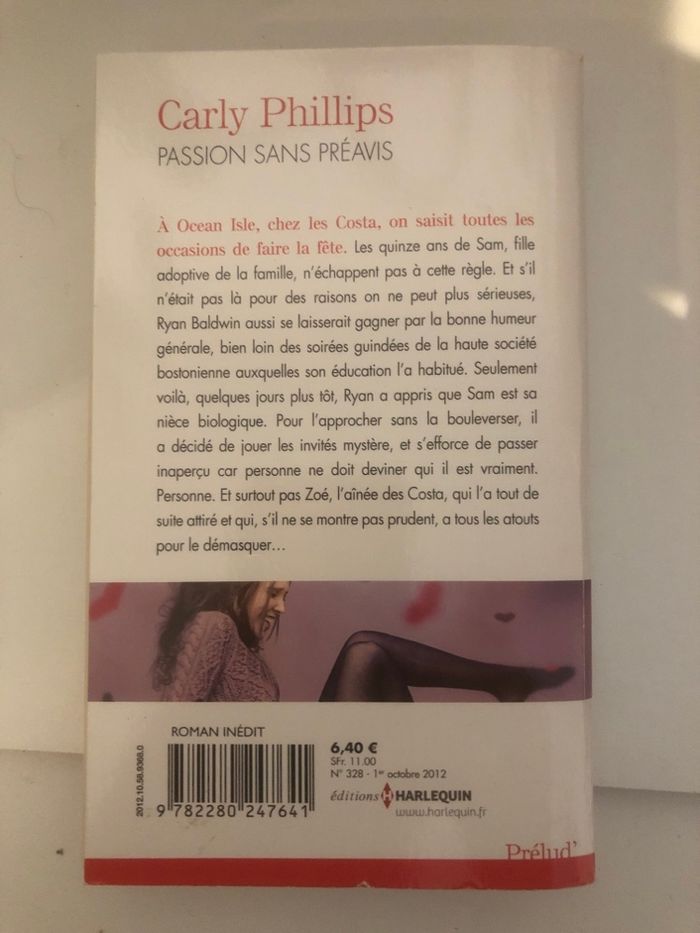 Carly Phillips
PASSION SANS PRÉAVIS
À Ocean Isle, chez les Costa, on saisit toutes les
occasions de faire la fête. Les quinze ans de Sam, fille
adoptive de la famille, n'échappent pas à cette règle. Et s'il
n'était pas là pour des raisons on ne peut plus sérieuses,
Ryan Baldwin aussi se laisserait gagner par la bonne humeur
générale, bien loin des soirées guindées de la haute société
bostonienne auxquelles son éducation l'a habitué. Seulement
voilà, quelques jours plus tôt, Ryan a appris que Sam est sa
nièce biologique. Pour l'approcher sans la bouleverser, il
a décidé de jouer les invités mystère, et s'efforce de passer
inaperçu car personne ne doit deviner qui il est vraiment.
Personne. Et surtout pas Zoé, l'aînée des Costa, qui l'a tout de
suite attiré et qui, s'il ne se montre pas prudent, a tous les atouts
pour le démasquer...
ROMAN INÉDIT
2012.10.58.9368.0
9 782280 247641
6,40 €
SFr. 11.00
N° 328 - 1er octobre 2012
éditions H HARLEQUIN
www.harlequin.fr
Prélud'